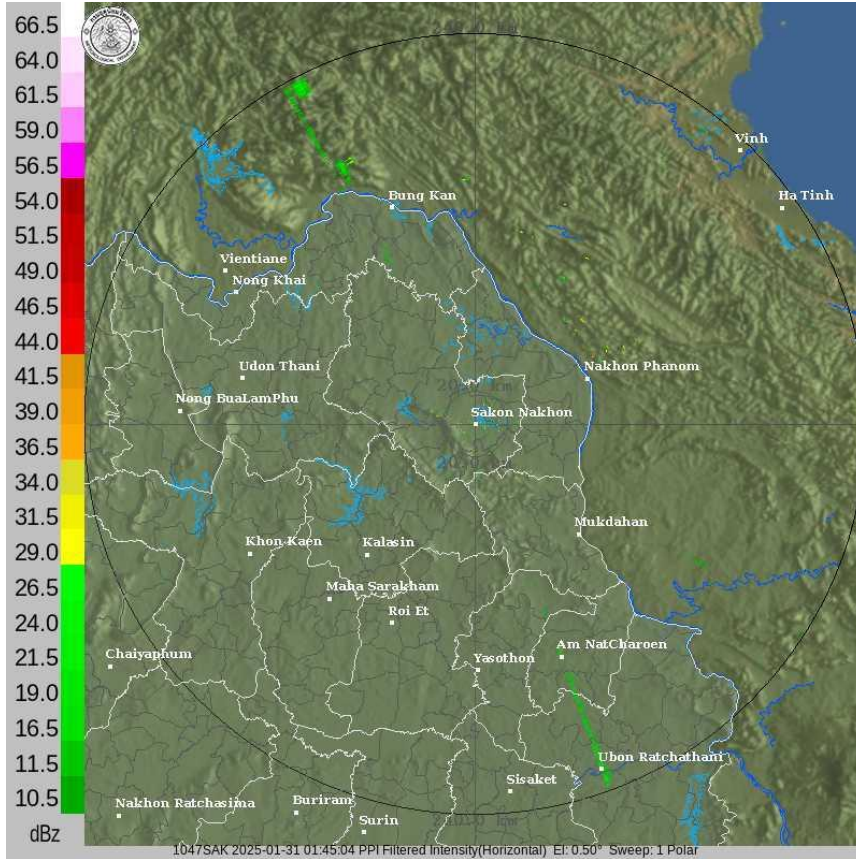 66.5
64.0
61.5
59.0
56.5
54.0
51.5
49.0
46.5
44.0
41.5
39.0
36.5
34.0
31.5
29.0
26.5
24.0
21.5
19.0
16.5
11.5
10.5
dBz
Vinh
Ha Tinh
Bung Kan
Vientiane
Nong Khai
Udon Thani
Nakhon Phanom
Nong BuaLamPhu
Sakon Nakhon
Mukdahan
Khon Kaen
Kalasin
Maha Sarakham
Roi Et
Am NatCharoen
Chaiyaphum
Yasothon
Ubon Ratchathani
Sisaket
Nakhon Ratchasima
Buriram
Surin
1047SAK 2025-01-31 01:45:04 PPI Filtered Intensity(Horizontal) El: 0.50° Sweep: 1 Polar